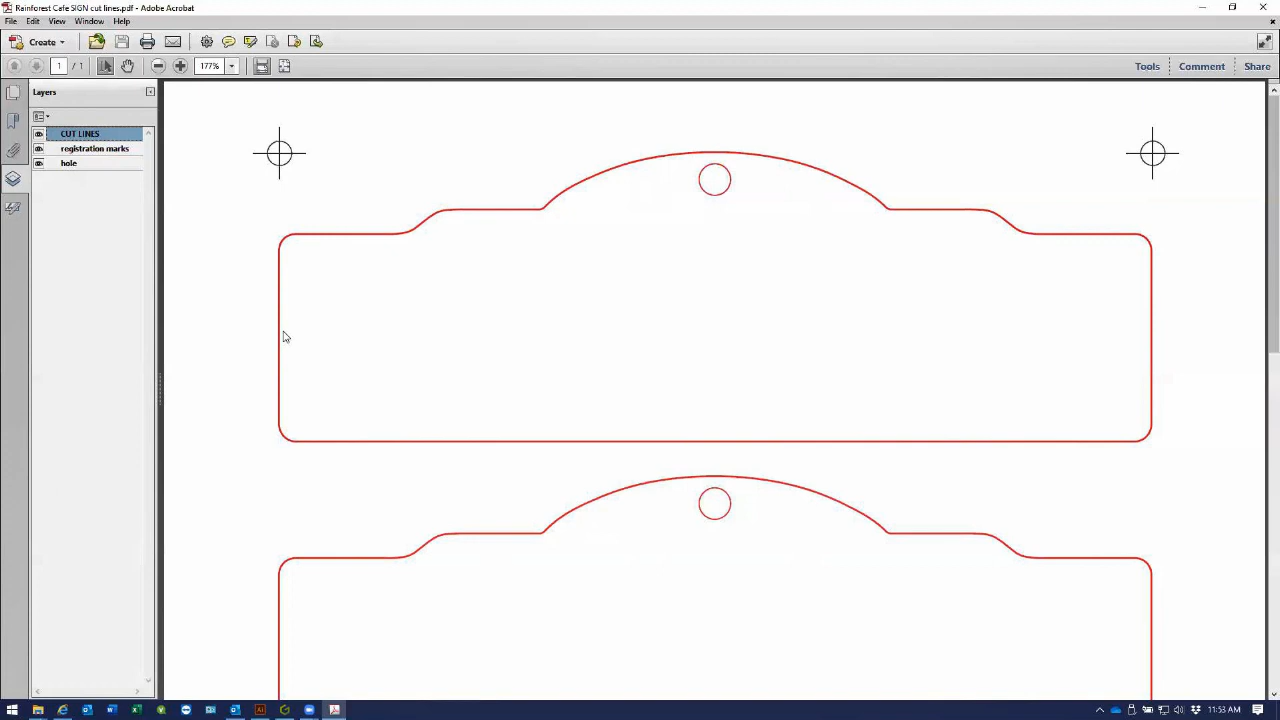 Rainforest Cafe SIGN cut lines.pdf - Adobe Acrobat
File Edit View Window Help
Create
1 / 1 177% Tools Comment Share
Layers
CUT LINES
registration marks
hole
11:53 AM